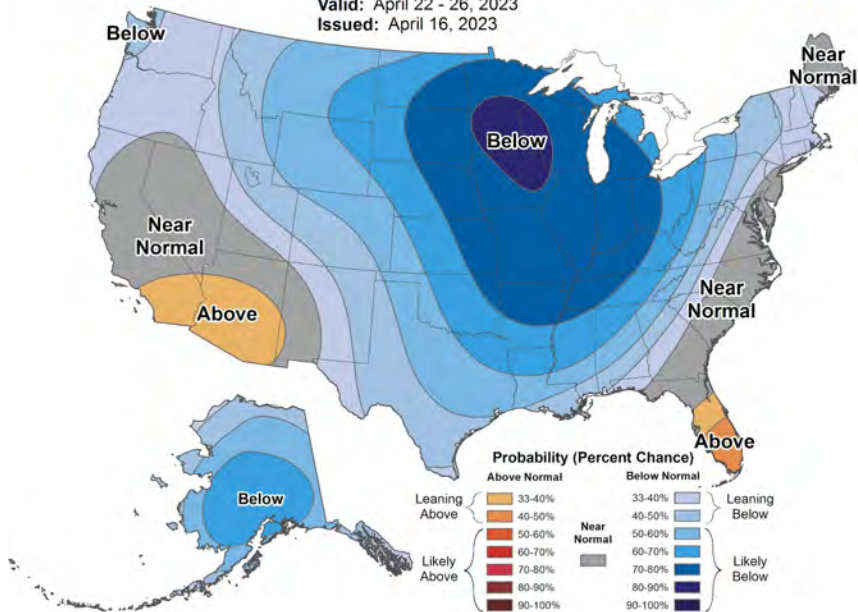 Valid: April 22 - 26, 2023
Issued: April 16, 2023
Below
Near
Normal
Below
Near
Normal
Near
Normal
Above
Above
Below
Probability (Percent Chance)
Above Normal
Below Normal
Leaning
Above
33-40%
40-50%
Likely
Above
50-60%
60-70%
70-80%
80-90%
90-100%
Near
Normal
33-40%
40-50%
Leaning
Below
50-60%
60-70%
70-80%
80-90%
90-100%
Likely
Below